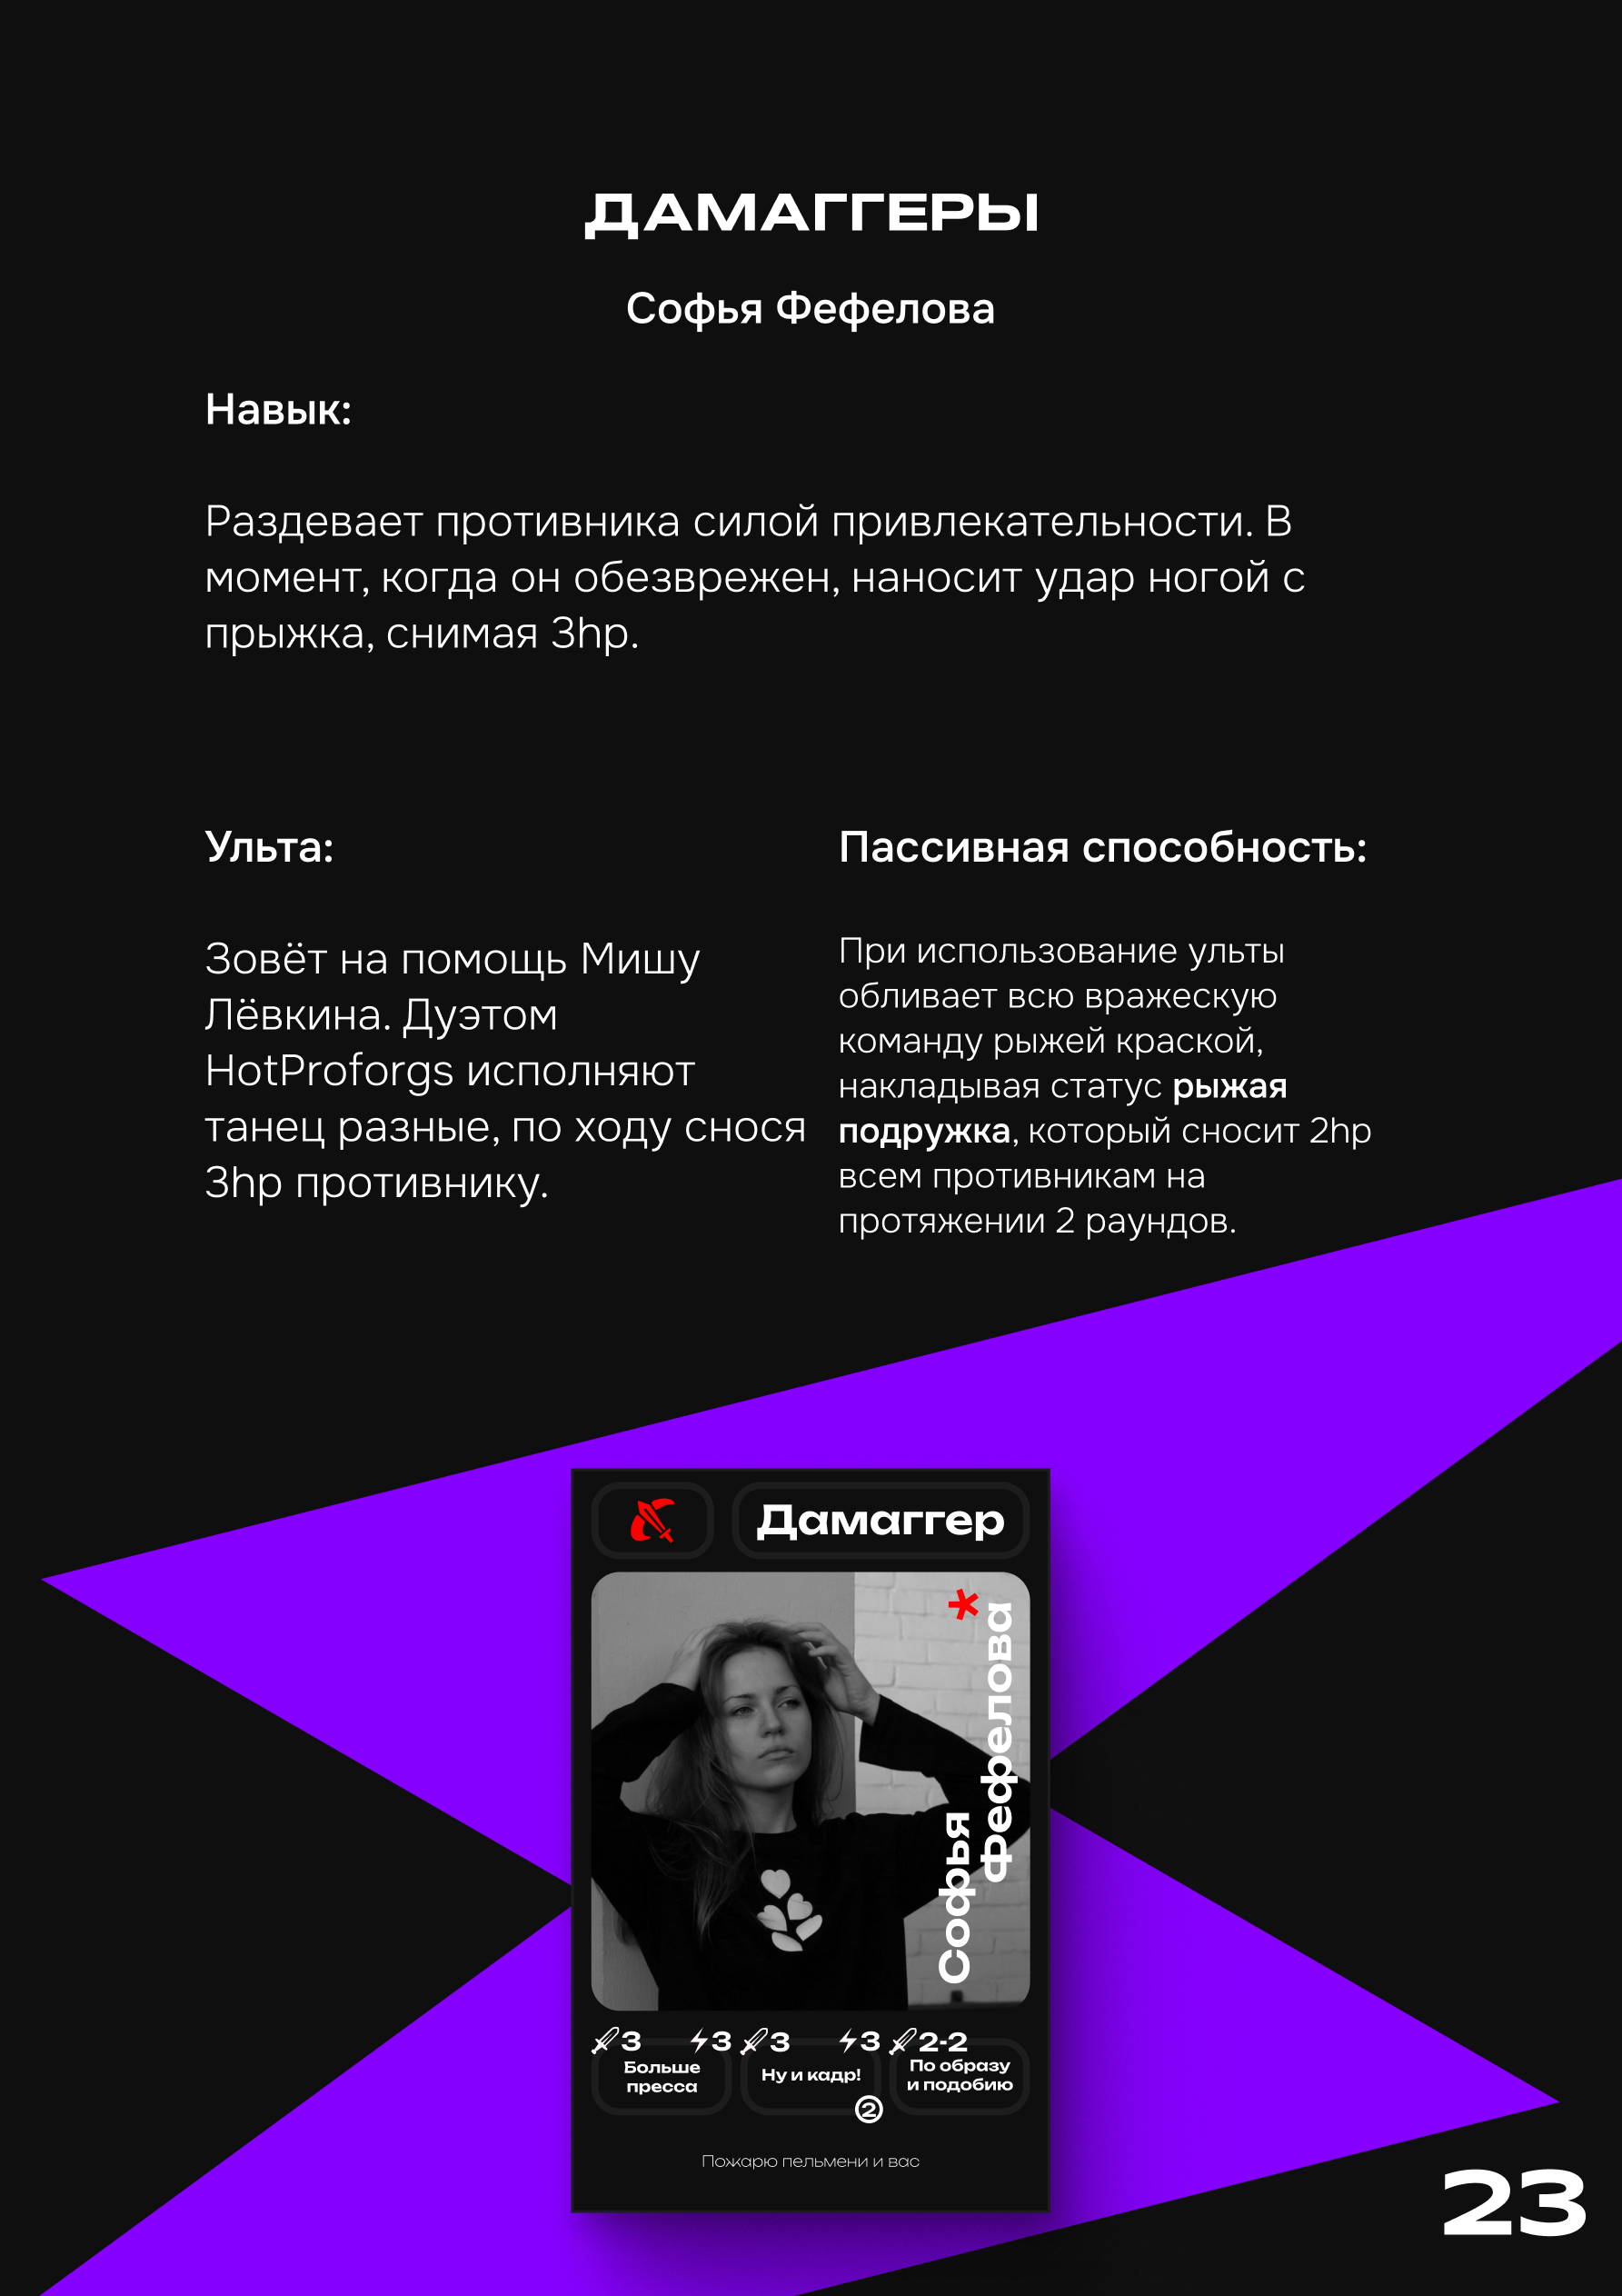 ДАМАГГЕРЫ
Софья Фефелова
Навык:
Раздевает противника силой привлекательности. В
момент, когда он обезврежен, наносит удар ногой с
прыжка, снимая 3hp.
Ульта:
Зовёт на помощь Мишу
Лёвкина. Дуэтом
HotProforgs исполняют
танец разные, по ходу снося
3hp противнику.
Пассивная способность:
При использование ульты
обливает всю вражескую
команду рыжей краской,
накладывая статус рыжая
подружка, который сносит 2hp
всем противникам на
протяжении 2 раундов.
Дамаггер
Софья
Фефелова*
3 3
Больше
пресса
3 3
Ну и кадр!
2
2-2
По образу
и подобию
Пожарю пельмени и вас
23